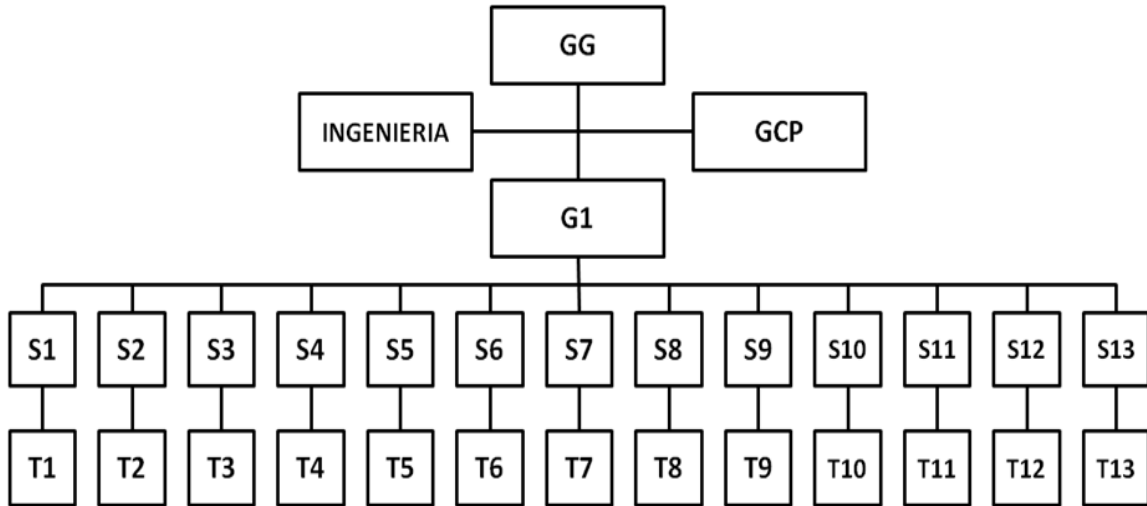 GG
INGENIERIA GCP
G1
S1 S2 S3 S4 S5 S6 S7 S8 S9 S10 S11 S12 S13
T1 T2 T3 T4 T5 T6 T7 T8 T9 T10 T11 T12 T13